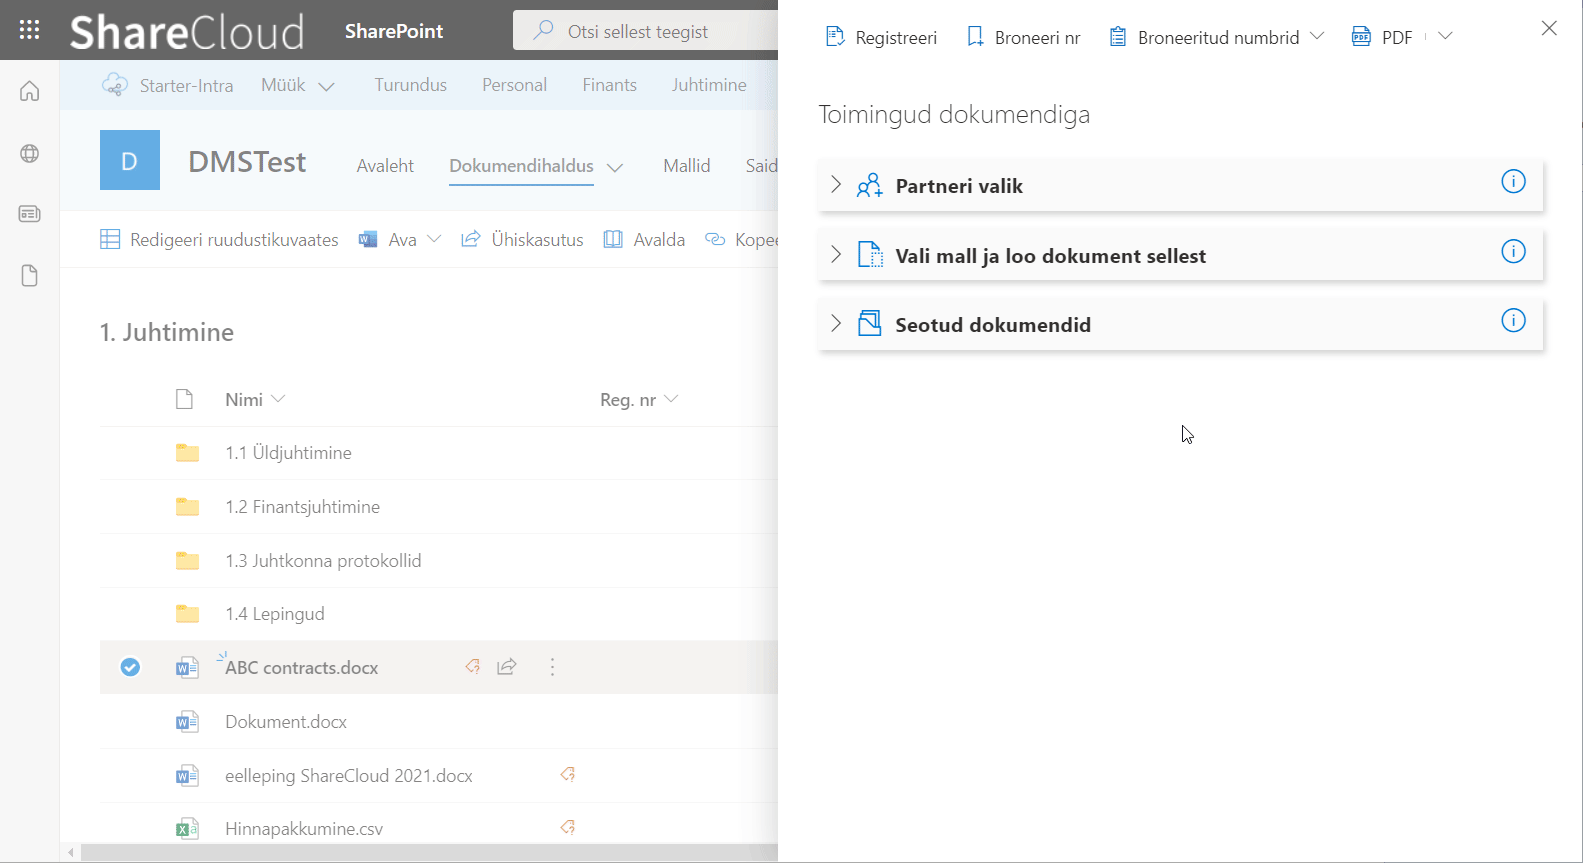 ShareCloud SharePoint Otsi sellest teegist
Starter-Intra Müük Turundus Personal Finants Juhtimine
D DMSTest Avaleht Dokumendihaldus Mallid Said
Redigeeri ruudustikuvaates Ava Ühiskasutus Avalda Kopee
1. Juhtimine
Nimi Reg. nr
1.1 Üldjuhtimine
1.2 Finantsjuhtimine
1.3 Juhtkonna protokollid
1.4 Lepingud
ABC contracts.docx
Dokument.docx
eelleping ShareCloud 2021.docx
Hinnapakkumine.csv
Registreeri Broneeri nr Broneeritud numbrid PDF
Toimingud dokumendiga
Partneri valik
Vali mall ja loo dokument sellest
Seotud dokumendid